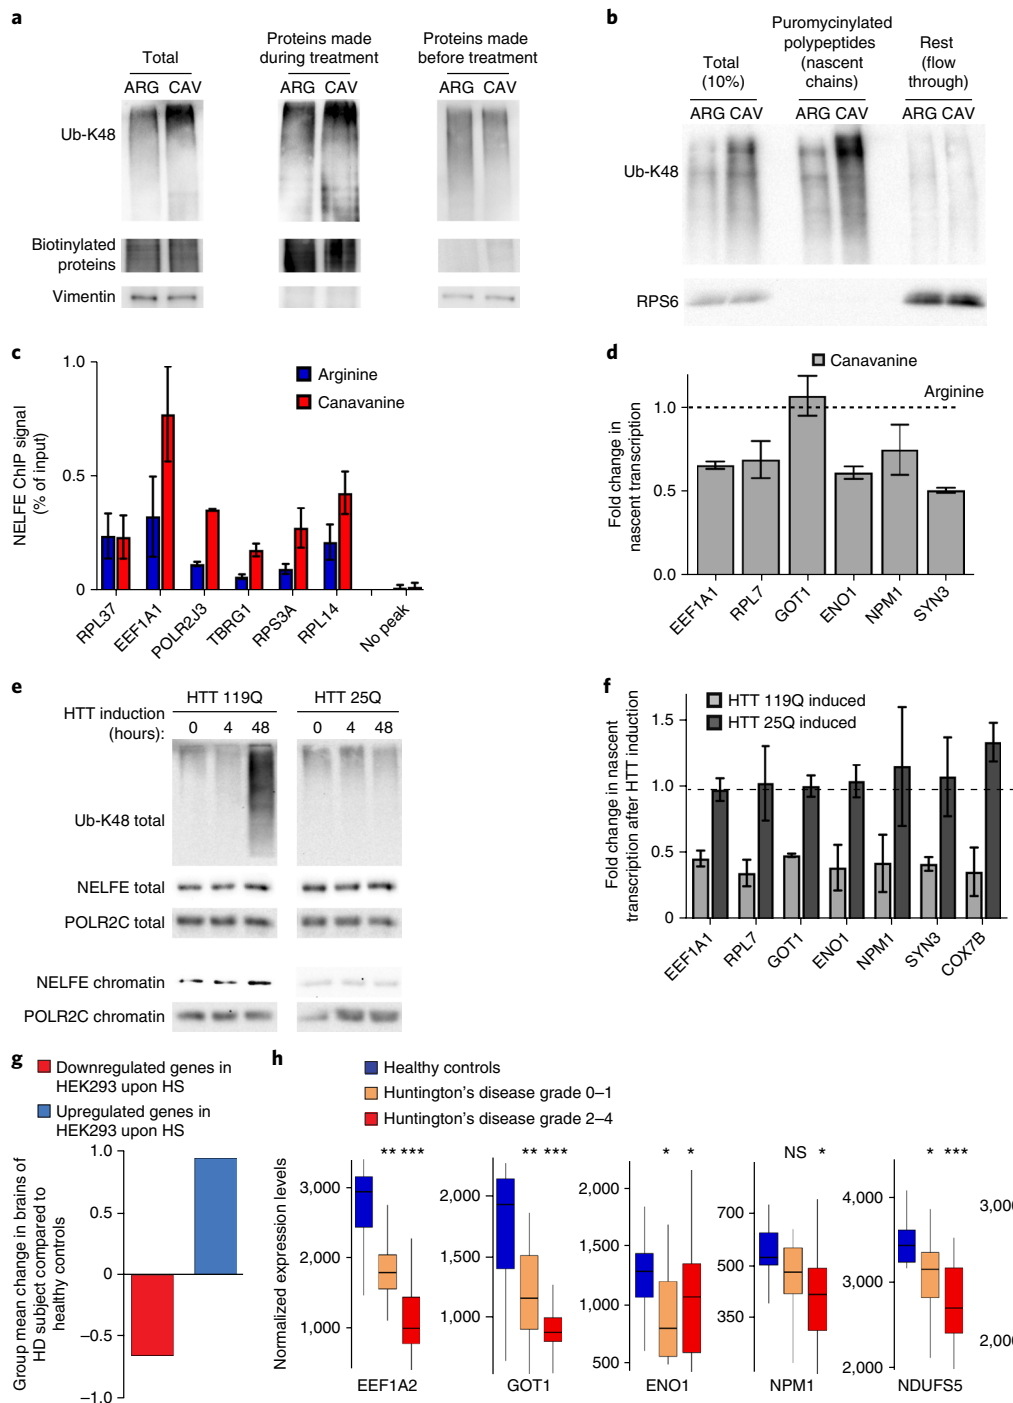 a
Total
Proteins made
during treatment
Proteins made
before treatment
ARG CAV
ARG CAV
ARG CAV
Ub-K48
Biotinylated
proteins
Vimentin
b
Total
(10%)
Puromycinylated
polypeptides
(nascent
chains)
Rest
(flow
through)
ARG CAV
ARG CAV
ARG CAV
Ub-K48
RPS6
c
NELFE ChIP signal
(% of input)
1.0
0.5
0
Arginine
Canavanine
RPL37
EEF1A1
POLR2J3
TBRG1
RPS3A
RPL14
No peak
d
Canavanine
Arginine
Fold change in
nascent transcription
1.0
0.5
0.0
EEF1A1
RPL7
GOT1
ENO1
NPM1
SYN3
e
HTT 119Q
HTT 25Q
HTT induction
(hours):
0 4 48
0 4 48
Ub-K48 total
NELFE total
POLR2C total
NELFE chromatin
POLR2C chromatin
f
HTT 119Q induced
HTT 25Q induced
Fold change in nascent
transcription after HTT induction
1.5
1.0
0.5
0
EEF1A1
RPL7
GOT1
ENO1
NPM1
SYN3
COX7B
g
Downregulated genes in
HEK293 upon HS
Upregulated genes in
HEK293 upon HS
Group mean change in brains of
HD subject compared to
healthy controls
1.0
0.5
0
−0.5
−1.0
h
Healthy controls
Huntington's disease grade 0–1
Huntington's disease grade 2–4
Normalized expression levels
** ***
3,000
2,000
1,000
EEF1A2
** ***
2,000
1,500
1,000
GOT1
* *
2,000
1,500
1,000
500
ENO1
NS *
700
500
350
NPM1
* ***
4,000
3,000
2,000
NDUFS5
3,000
2,000